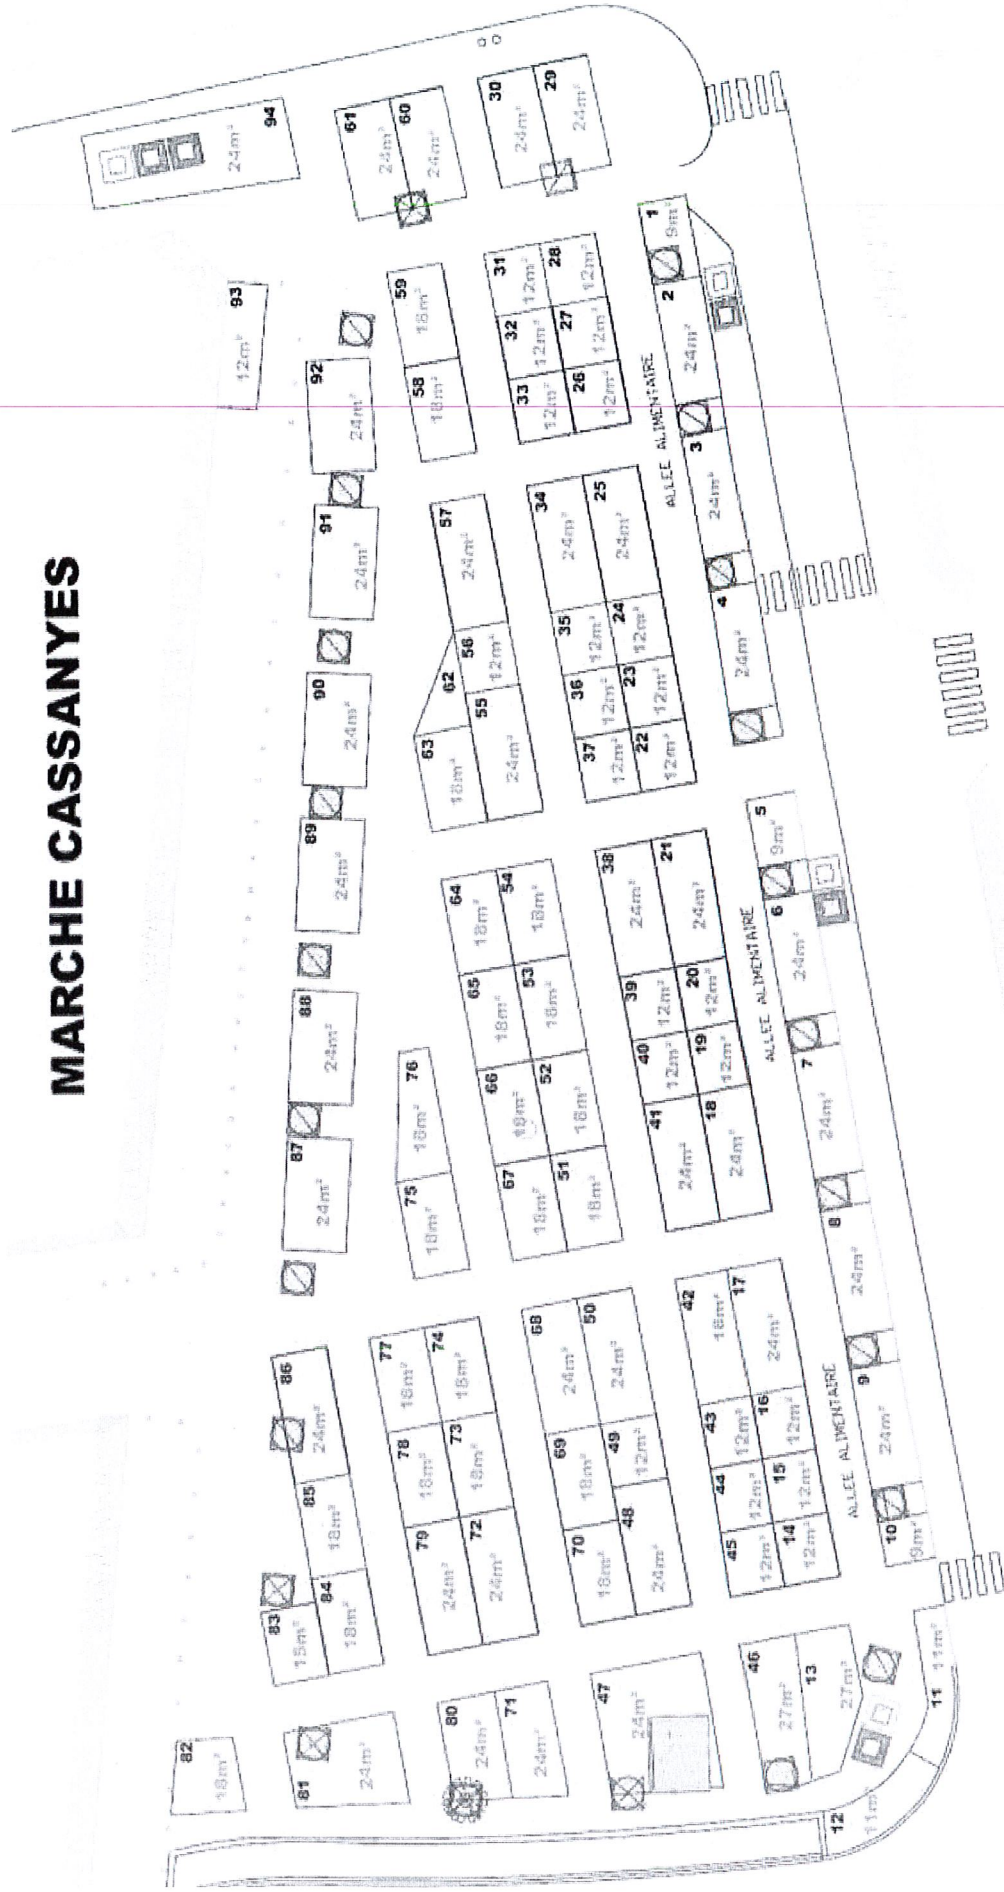 MARCHE CASSANYES
82
18m²
81
24m²
83
84
18m²
85
18m²
86
24m²
87
24m²
88
24m²
89
24m²
90
24m²
91
24m²
92
24m²
93
12m²
94
24m²
80
24m²
71
24m²
79
24m²
78
18m²
77
18m²
72
24m²
73
18m²
74
18m²
75
18m²
76
18m²
63
18m²
62
55
24m²
56
12m²
57
24m²
58
18m²
59
18m²
61
24m²
60
24m²
47
24m²
70
18m²
69
18m²
68
24m²
48
24m²
49
12m²
50
24m²
67
18m²
66
18m²
65
18m²
64
18m²
51
18m²
52
18m²
53
18m²
54
18m²
37
12m²
36
12m²
35
12m²
34
24m²
22
12m²
23
12m²
24
12m²
25
24m²
33
12m²
32
12m²
31
12m²
26
12m²
27
12m²
28
12m²
30
24m²
29
24m²
46
27m²
13
27m²
45
12m²
44
12m²
43
12m²
42
18m²
14
12m²
15
12m²
16
12m²
17
24m²
41
24m²
40
12m²
39
12m²
38
24m²
18
24m²
19
12m²
20
12m²
21
24m²
ALLEE ALIMENTAIRE
ALLEE ALIMENTAIRE
ALLEE ALIMENTAIRE
12
11m²
11
11m²
10
9m²
9
24m²
8
24m²
7
24m²
6
24m²
5
9m²
4
24m²
3
24m²
2
24m²
1
9m²